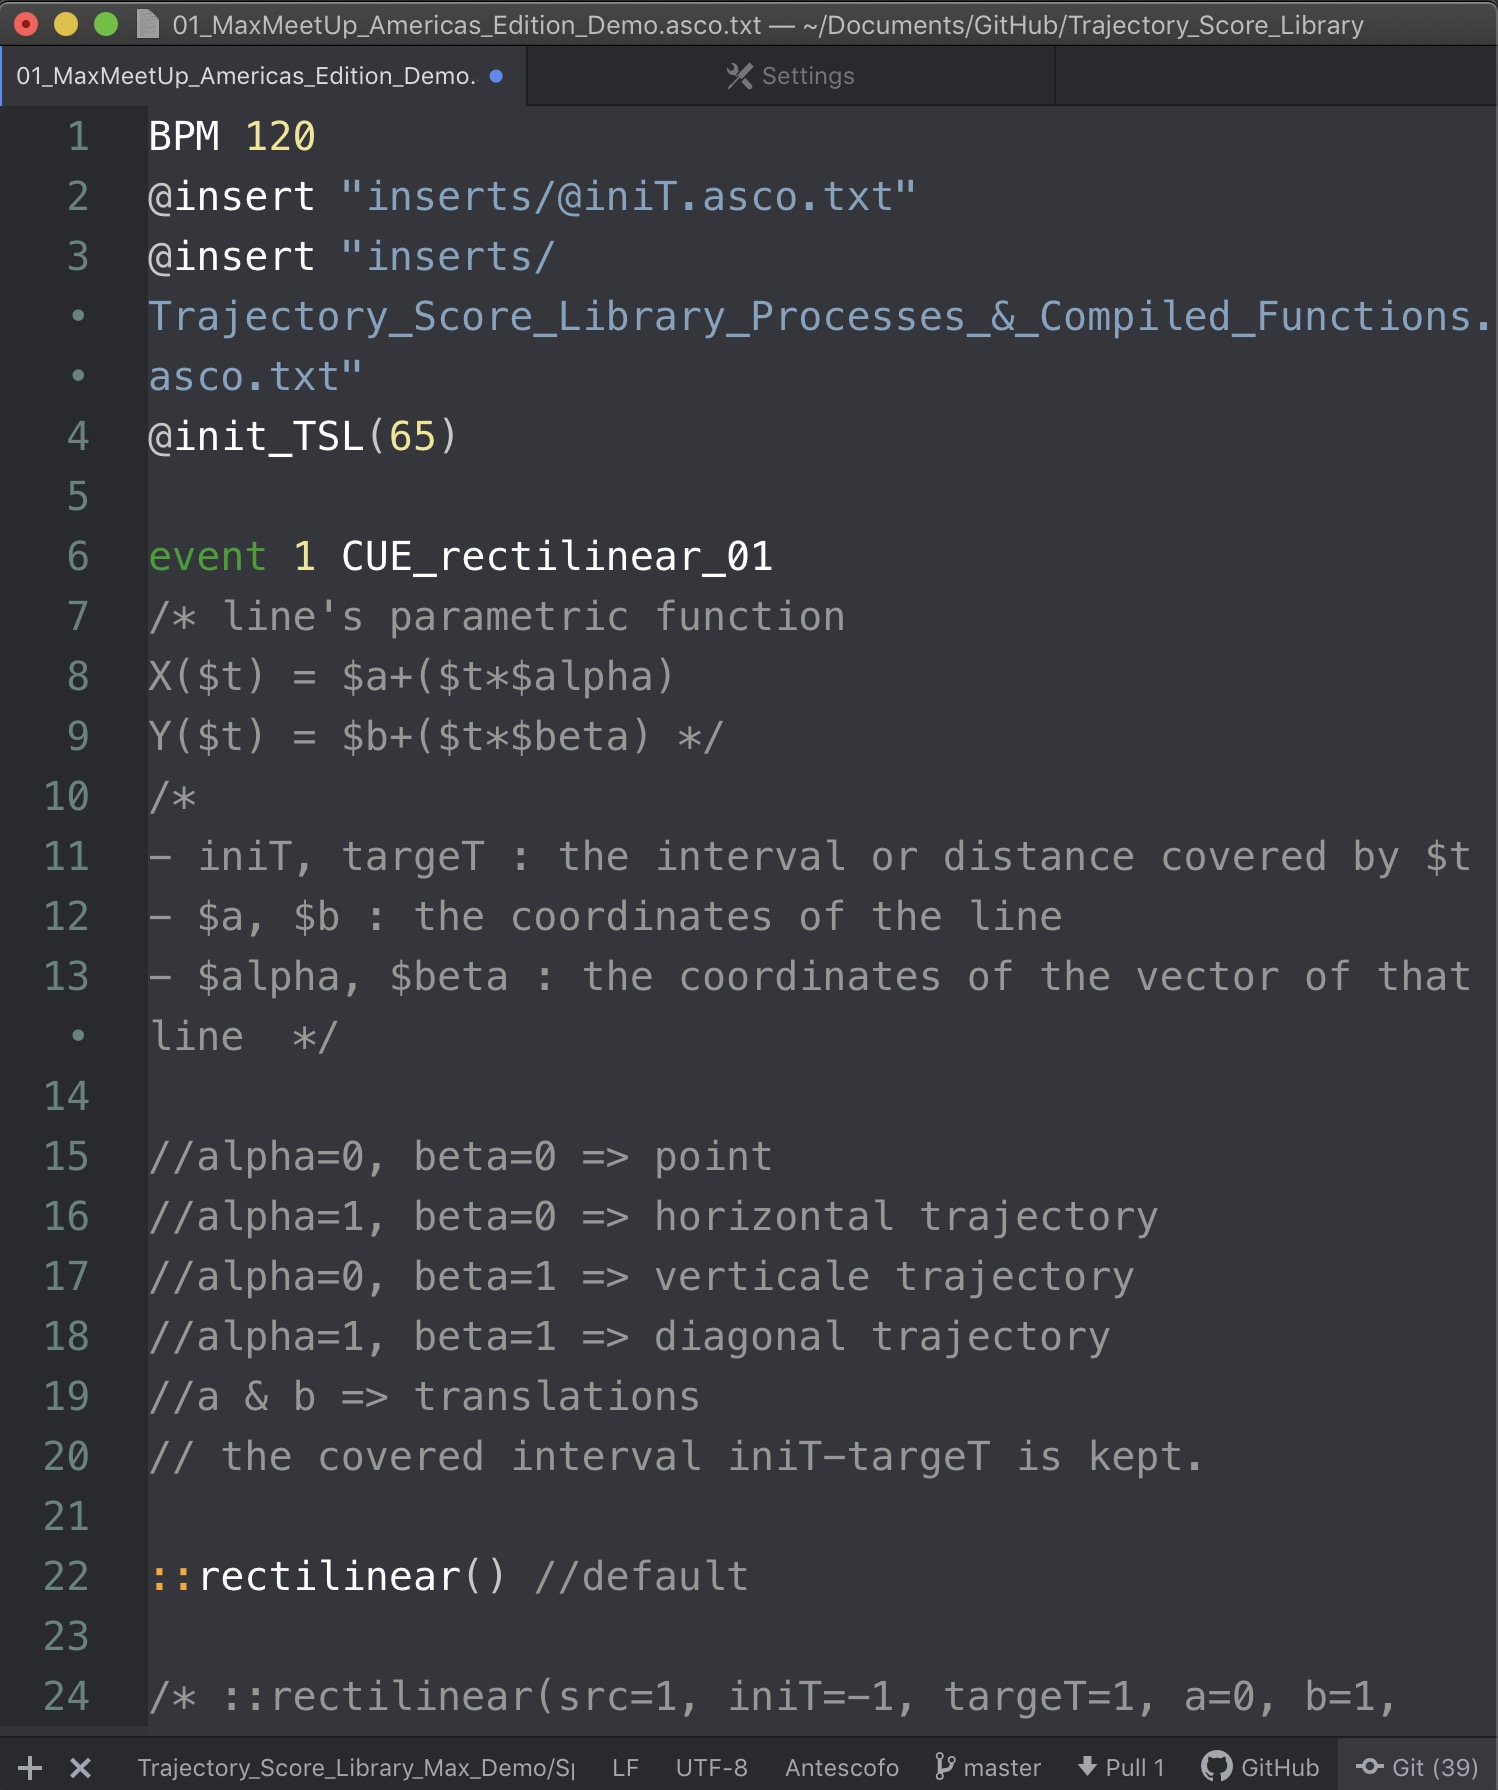 01_MaxMeetUp_Americas_Edition_Demo.asco.txt — ~/Documents/GitHub/Trajectory_Score_Library
01_MaxMeetUp_Americas_Edition_Demo. Settings
1 BPM 120
2 @insert "inserts/@iniT.asco.txt"
3 @insert "inserts/
• Trajectory_Score_Library_Processes_&_Compiled_Functions.
• asco.txt"
4 @init_TSL(65)
5
6 event 1 CUE_rectilinear_01
7 /* line's parametric function
8 X($t) = $a+($t*$alpha)
9 Y($t) = $b+($t*$beta) */
10 /*
11 - iniT, targeT : the interval or distance covered by $t
12 - $a, $b : the coordinates of the line
13 - $alpha, $beta : the coordinates of the vector of that
• line  */
14
15 //alpha=0, beta=0 => point
16 //alpha=1, beta=0 => horizontal trajectory
17 //alpha=0, beta=1 => verticale trajectory
18 //alpha=1, beta=1 => diagonal trajectory
19 //a & b => translations
20 // the covered interval iniT-targeT is kept.
21
22 ::rectilinear() //default
23
24 /* ::rectilinear(src=1, iniT=-1, targeT=1, a=0, b=1,
Trajectory_Score_Library_Max_Demo/S LF UTF-8 Antescofo master Pull 1 GitHub Git (39)